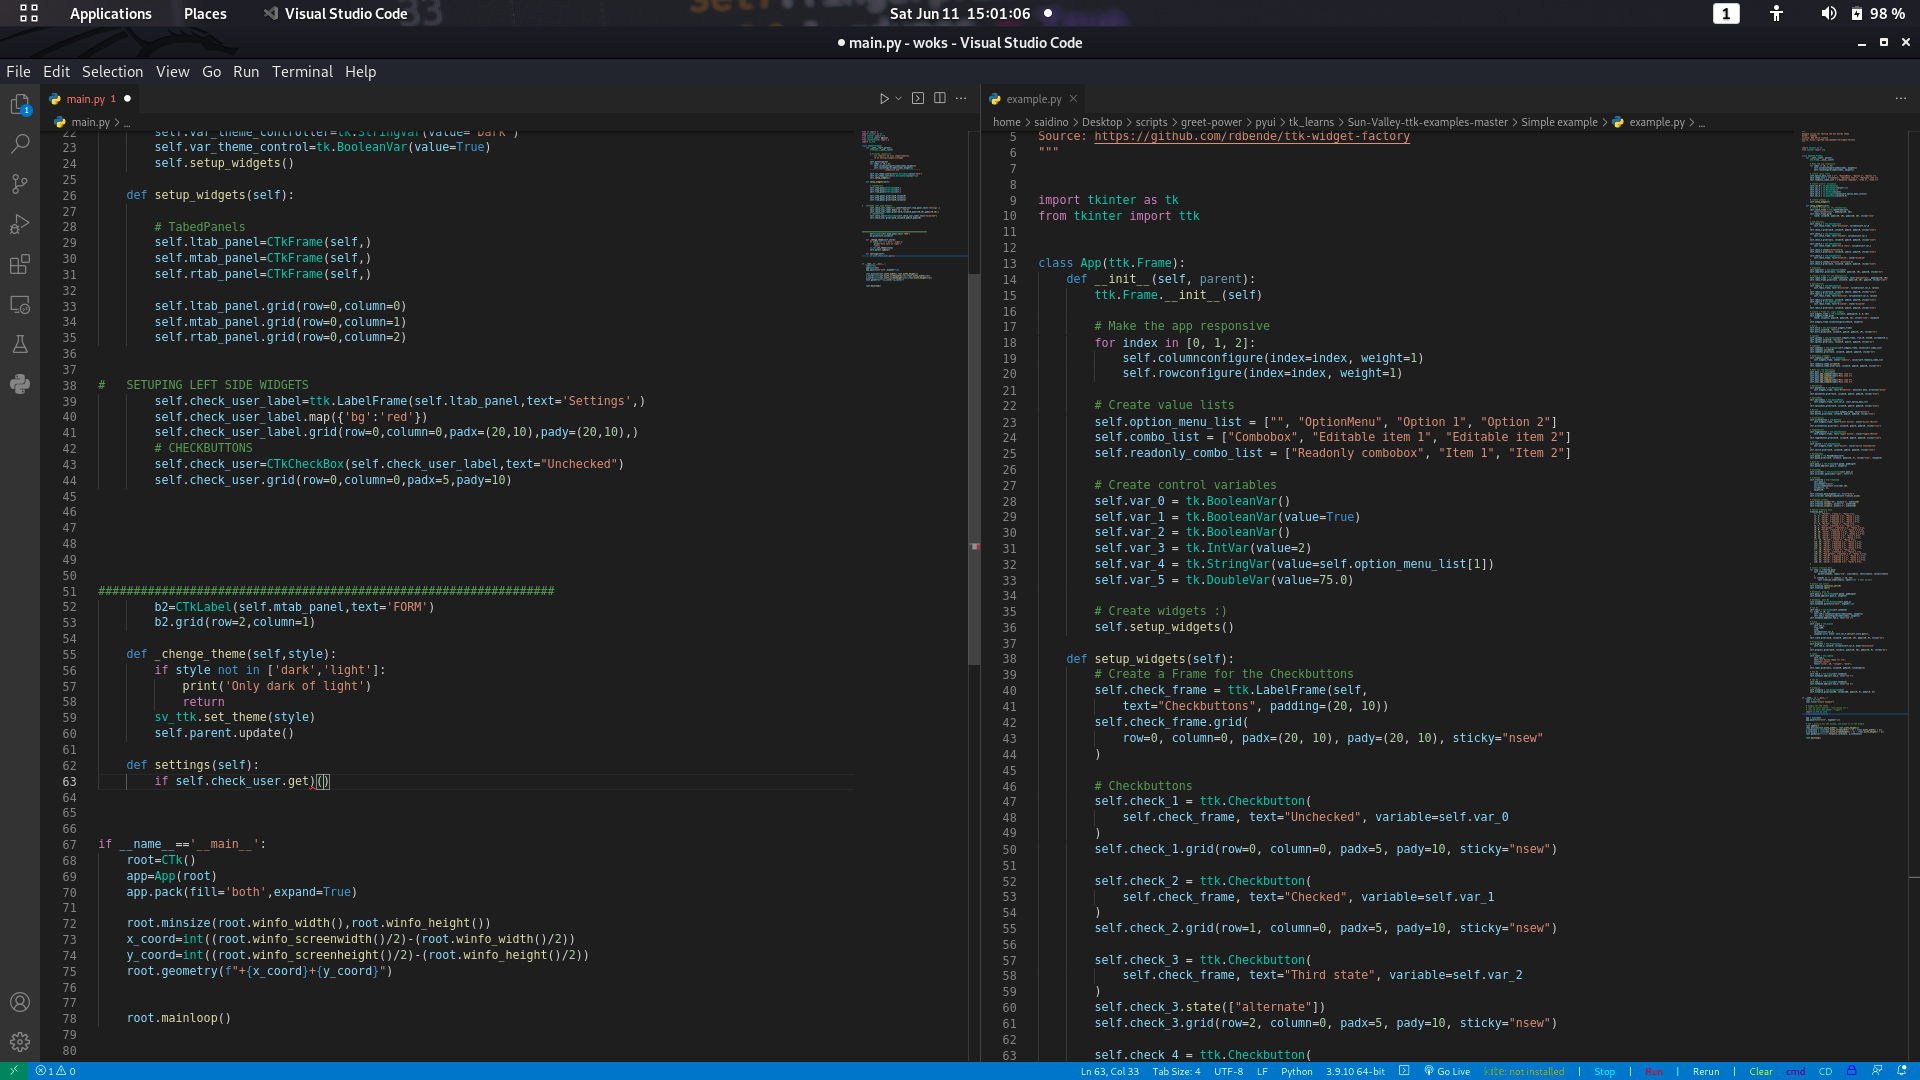 Applications Places Visual Studio Code Sat Jun 11 15:01:06 1 98 %
main.py - woks - Visual Studio Code
File Edit Selection View Go Run Terminal Help
main.py 1
main.py > ...
22 self.var_theme_controller=tk.StringVar(value="Dark")
23 self.var_theme_control=tk.BooleanVar(value=True)
24 self.setup_widgets()
25
26 def setup_widgets(self):
27
28 # TabedPanels
29 self.ltab_panel=CTkFrame(self,)
30 self.mtab_panel=CTkFrame(self,)
31 self.rtab_panel=CTkFrame(self,)
32
33 self.ltab_panel.grid(row=0,column=0)
34 self.mtab_panel.grid(row=0,column=1)
35 self.rtab_panel.grid(row=0,column=2)
36
37
38 # SETUPING LEFT SIDE WIDGETS
39 self.check_user_label=ttk.LabelFrame(self.ltab_panel,text='Settings',)
40 self.check_user_label.map({'bg':'red'})
41 self.check_user_label.grid(row=0,column=0,padx=(20,10),pady=(20,10),)
42 # CHECKBUTTONS
43 self.check_user=CTkCheckBox(self.check_user_label,text="Unchecked")
44 self.check_user.grid(row=0,column=0,padx=5,pady=10)
45
46
47
48
49
50
51 #################################################################
52 b2=CTkLabel(self.mtab_panel,text='FORM')
53 b2.grid(row=2,column=1)
54
55 def _chenge_theme(self,style):
56 if style not in ['dark','light']:
57 print('Only dark of light')
58 return
59 sv_ttk.set_theme(style)
60 self.parent.update()
61
62 def settings(self):
63 if self.check_user.get)()
64
65
66
67 if __name__=='__main__':
68 root=CTk()
69 app=App(root)
70 app.pack(fill='both',expand=True)
71
72 root.minsize(root.winfo_width(),root.winfo_height())
73 x_coord=int((root.winfo_screenwidth()/2)-(root.winfo_width()/2))
74 y_coord=int((root.winfo_screenheight()/2)-(root.winfo_height()/2))
75 root.geometry(f"+{x_coord}+{y_coord}")
76
77
78 root.mainloop()
79
80
example.py
home > saidino > Desktop > scripts > greet-power > pyui > tk_learns > Sun-Valley-ttk-examples-master > Simple example > example.py > ...
5 Source: https://github.com/rdbende/ttk-widget-factory
6 """
7
8
9 import tkinter as tk
10 from tkinter import ttk
11
12
13 class App(ttk.Frame):
14 def __init__(self, parent):
15 ttk.Frame.__init__(self)
16
17 # Make the app responsive
18 for index in [0, 1, 2]:
19 self.columnconfigure(index=index, weight=1)
20 self.rowconfigure(index=index, weight=1)
21
22 # Create value lists
23 self.option_menu_list = ["", "OptionMenu", "Option 1", "Option 2"]
24 self.combo_list = ["Combobox", "Editable item 1", "Editable item 2"]
25 self.readonly_combo_list = ["Readonly combobox", "Item 1", "Item 2"]
26
27 # Create control variables
28 self.var_0 = tk.BooleanVar()
29 self.var_1 = tk.BooleanVar(value=True)
30 self.var_2 = tk.BooleanVar()
31 self.var_3 = tk.IntVar(value=2)
32 self.var_4 = tk.StringVar(value=self.option_menu_list[1])
33 self.var_5 = tk.DoubleVar(value=75.0)
34
35 # Create widgets :)
36 self.setup_widgets()
37
38 def setup_widgets(self):
39 # Create a Frame for the Checkbuttons
40 self.check_frame = ttk.LabelFrame(self,
41 text="Checkbuttons", padding=(20, 10))
42 self.check_frame.grid(
43 row=0, column=0, padx=(20, 10), pady=(20, 10), sticky="nsew"
44 )
45
46 # Checkbuttons
47 self.check_1 = ttk.Checkbutton(
48 self.check_frame, text="Unchecked", variable=self.var_0
49 )
50 self.check_1.grid(row=0, column=0, padx=5, pady=10, sticky="nsew")
51
52 self.check_2 = ttk.Checkbutton(
53 self.check_frame, text="Checked", variable=self.var_1
54 )
55 self.check_2.grid(row=1, column=0, padx=5, pady=10, sticky="nsew")
56
57 self.check_3 = ttk.Checkbutton(
58 self.check_frame, text="Third state", variable=self.var_2
59 )
60 self.check_3.state(["alternate"])
61 self.check_3.grid(row=2, column=0, padx=5, pady=10, sticky="nsew")
62
63 self.check_4 = ttk.Checkbutton(
1 0 Ln 63, Col 33 Tab Size: 4 UTF-8 LF Python 3.9.10 64-bit Go Live kite: not installed | Stop | Run | Rerun | Clear cmd CD